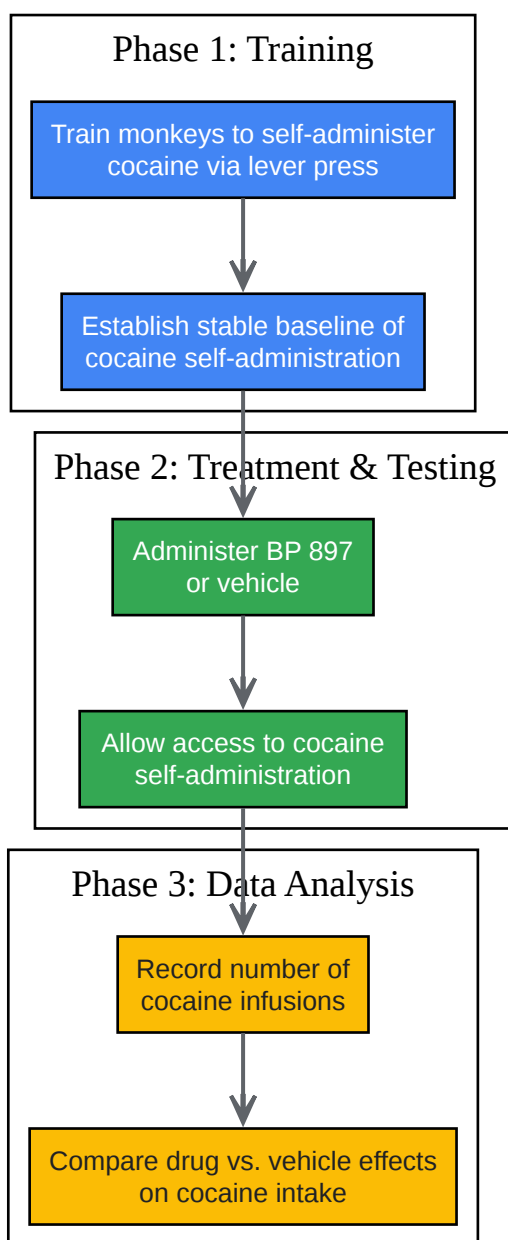 Phase 1: Training
Train monkeys to self-administer
cocaine via lever press
Establish stable baseline of
cocaine self-administration
Phase 2: Treatment & Testing
Administer BP 897
or vehicle
Allow access to cocaine
self-administration
Phase 3: Data Analysis
Record number of
cocaine infusions
Compare drug vs. vehicle effects
on cocaine intake